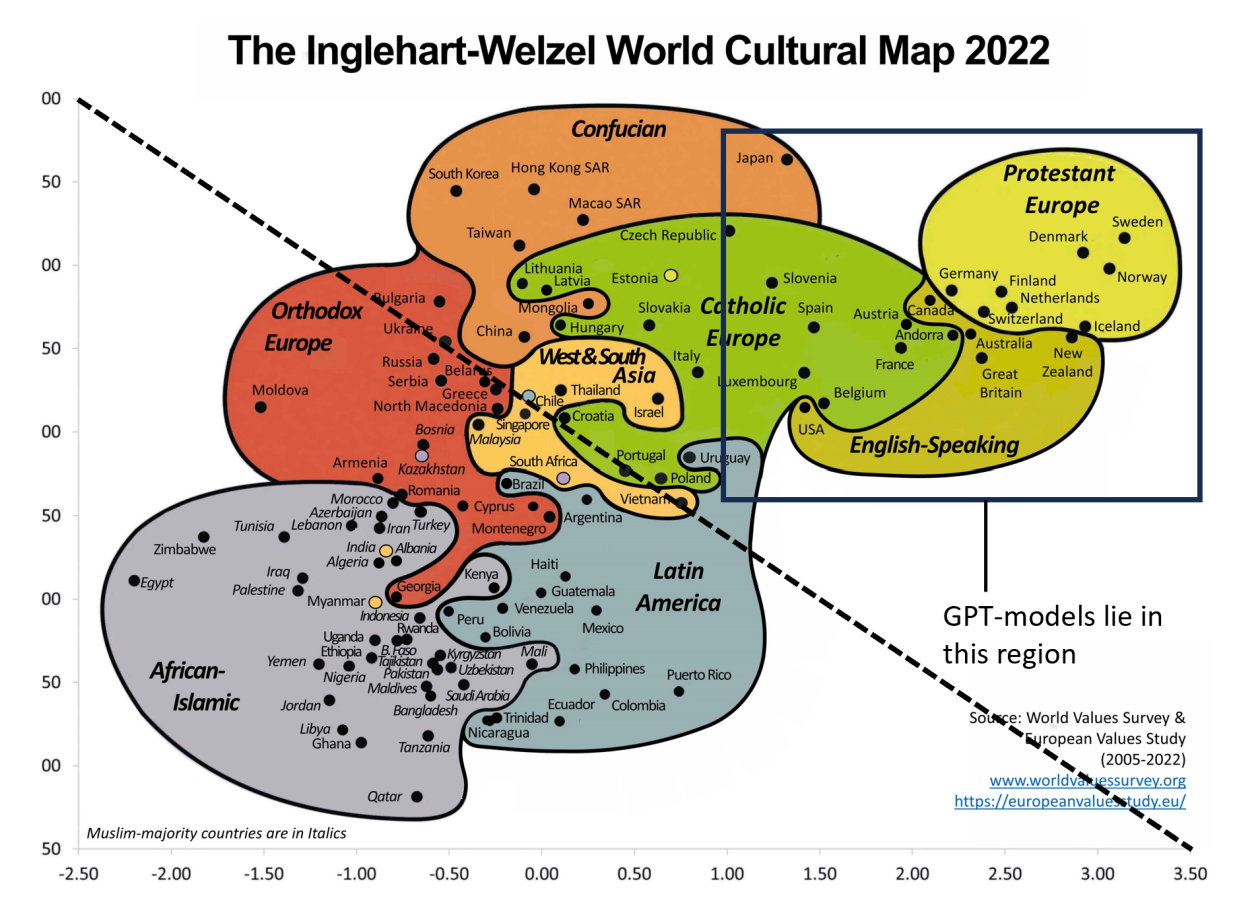 The Inglehart-Welzel World Cultural Map 2022
00
50
00
50
00
50
00
50
00
50
Confucian
Japan
Hong Kong SAR
South Korea
Macao SAR
Taiwan
Protestant
Europe
Sweden
Denmark
Norway
Germany
Finland
Netherlands
Switzerland
Iceland
Czech Republic
Lithuania
Latvia
Estonia
Slovenia
Mongolia
Slovakia
Catholic
Europe
Spain
Austria
Canada
Hungary
China
Andorra
France
Italy
Luxembourg
Belgium
Australia
New
Zealand
Great
Britain
USA
English-Speaking
Orthodox
Europe
Bulgaria
Ukraine
Russia
Belarus
Serbia
Greece
Moldova
North Macedonia
West & South
Asia
Thailand
Israel
Chile
Croatia
Singapore
Malaysia
Bosnia
Kazakhstan
South Africa
Portugal
Uruguay
Poland
Vietnam
Armenia
Romania
Brazil
Cyprus
Montenegro
Argentina
Morocco
Azerbaijan
Lebanon
Iran
Turkey
Tunisia
Zimbabwe
India
Albania
Algeria
Egypt
Iraq
Palestine
Myanmar
Georgia
Kenya
Haiti
Guatemala
Latin
America
Indonesia
Rwanda
Peru
Venezuela
Mexico
Bolivia
Uganda
Ethiopia
B. Faso
Tajikistan
Kyrgyzstan
Mali
Yemen
Nigeria
Pakistan
Uzbekistan
Philippines
Puerto Rico
African-
Islamic
Maldives
Saudi Arabia
Jordan
Bangladesh
Ecuador
Colombia
Libya
Trinidad
Nicaragua
Ghana
Tanzania
Qatar
GPT-models lie in
this region
Source: World Values Survey &
European Values Study
(2005-2022)
www.worldvaluessurvey.org
https://europeanvaluesstudy.eu/
Muslim-majority countries are in Italics
-2.50 -2.00 -1.50 -1.00 -0.50 0.00 0.50 1.00 1.50 2.00 2.50 3.00 3.50